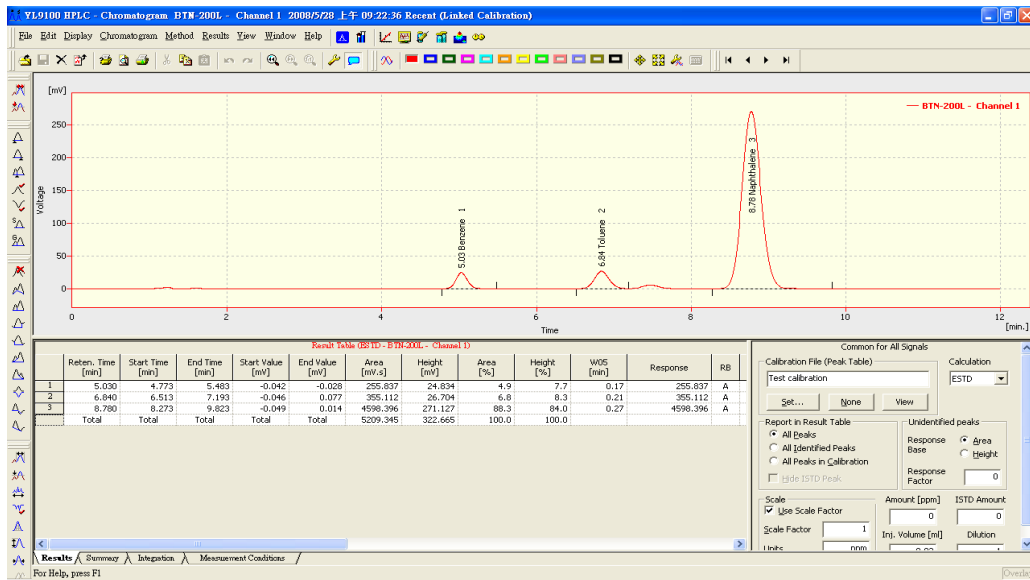 YL9100 HPLC - Chromatogram BTN-200L - Channel 1 2008/5/28 上午 09:22:36 Recent (Linked Calibration)
File Edit Display Chromatogram Method Results View Window Help
[mV]
BTN-200L - Channel 1
250
200
150
100
50
0
Voltage
5.03 Benzene 1
6.84 Toluene 2
8.78 Naphthalene 3
0 2 4 6 8 10 12
Time [min.]
Result Table (ESTD - BTN-200L - Channel 1)
Reten. Time [min] Start Time [min] End Time [min] Start Value [mV] End Value [mV] Area [mV.s] Height [mV] Area [%] Height [%] W05 [min] Response RB
1 5.030 4.773 5.483 -0.042 -0.028 255.837 24.834 4.9 7.7 0.17 255.837 A
2 6.840 6.513 7.193 -0.046 0.077 355.112 26.704 6.8 8.3 0.21 355.112 A
3 8.780 8.273 9.823 -0.049 0.014 4598.396 271.127 88.3 84.0 0.27 4598.396 A
Total Total Total Total Total 5209.345 322.665 100.0 100.0
Common for All Signals
Calibration File (Peak Table) Calculation
Test calibration ESTD
Set... None View
Report in Result Table Unidentified peaks
All Peaks
All Identified Peaks
All Peaks in Calibration
Hide ISTD Peak
Response Base Area
Height
Response Factor 0
Scale Amount [ppm] ISTD Amount
Use Scale Factor 0 0
Scale Factor 1 Inj. Volume [ml] Dilution
Units ppm
Results Summary Integration Measurement Conditions
For Help, press F1 Overlay